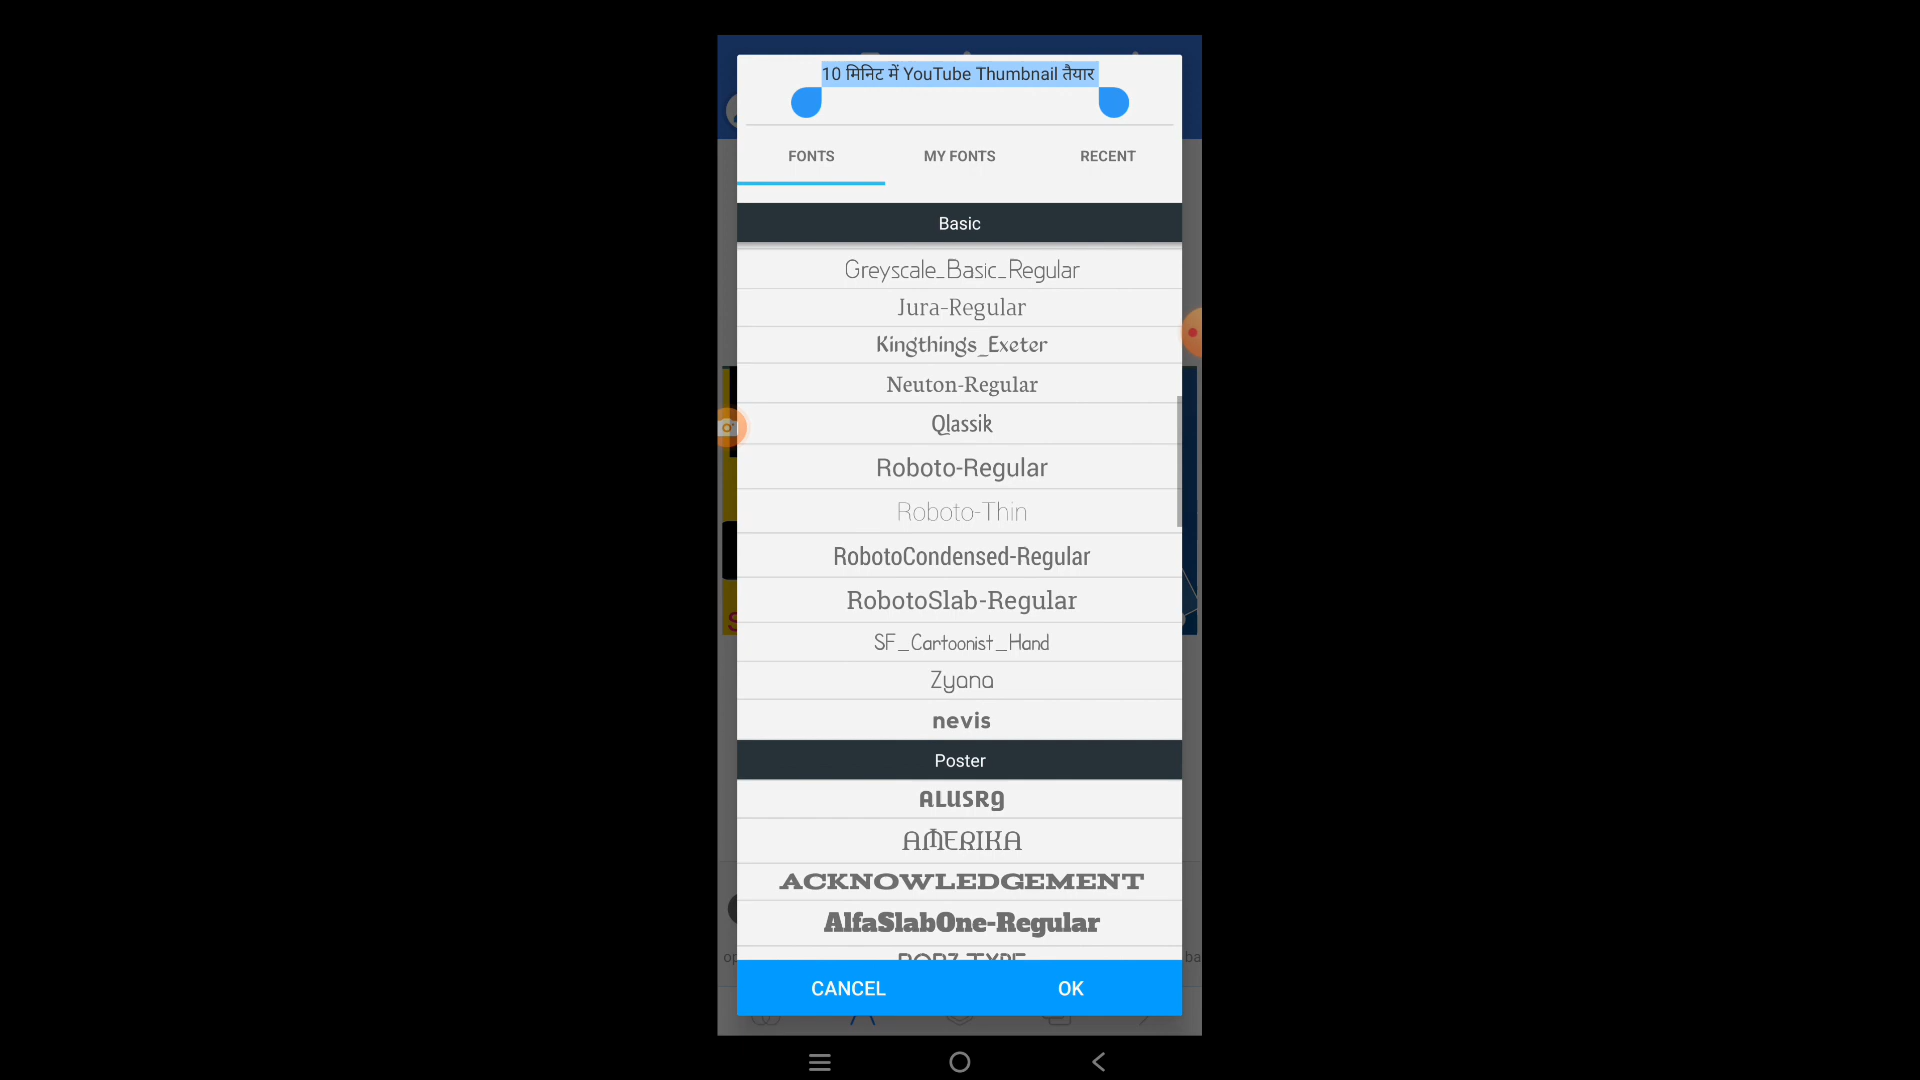 10 मिनिट में YouTube Thumbnail तैयार
FONTS
MY FONTS
RECENT
Basic
Greyscale_Basic_Regular
Jura-Regular
Kingthings_Exeter
Neuton-Regular
Qlassik
Roboto-Regular
Roboto-Thin
RobotoCondensed-Regular
RobotoSlab-Regular
SF_Cartoonist_Hand
Zyana
nevis
Poster
ALUSRg
AMERIKA
ACKNOWLEDGEMENT
AlfaSlabOne-Regular
CANCEL
OK